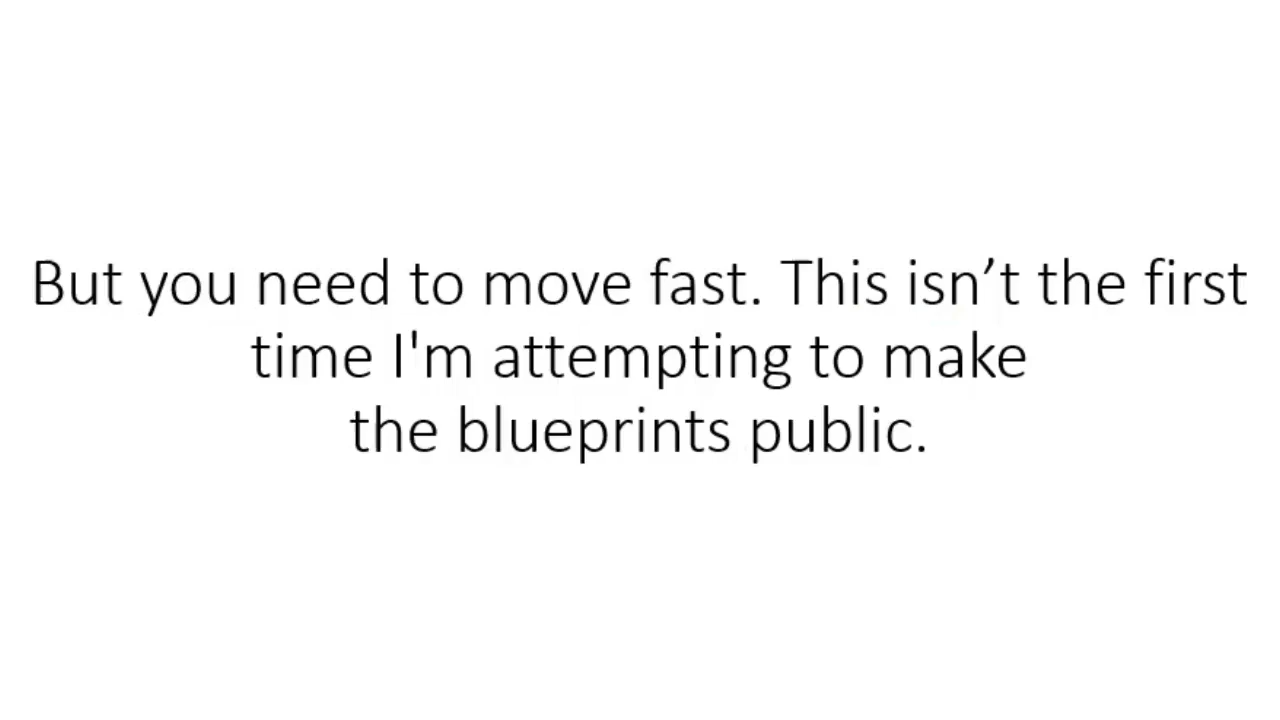 But you need to move fast. This isn’t the first
time I'm attempting to make
the blueprints public.